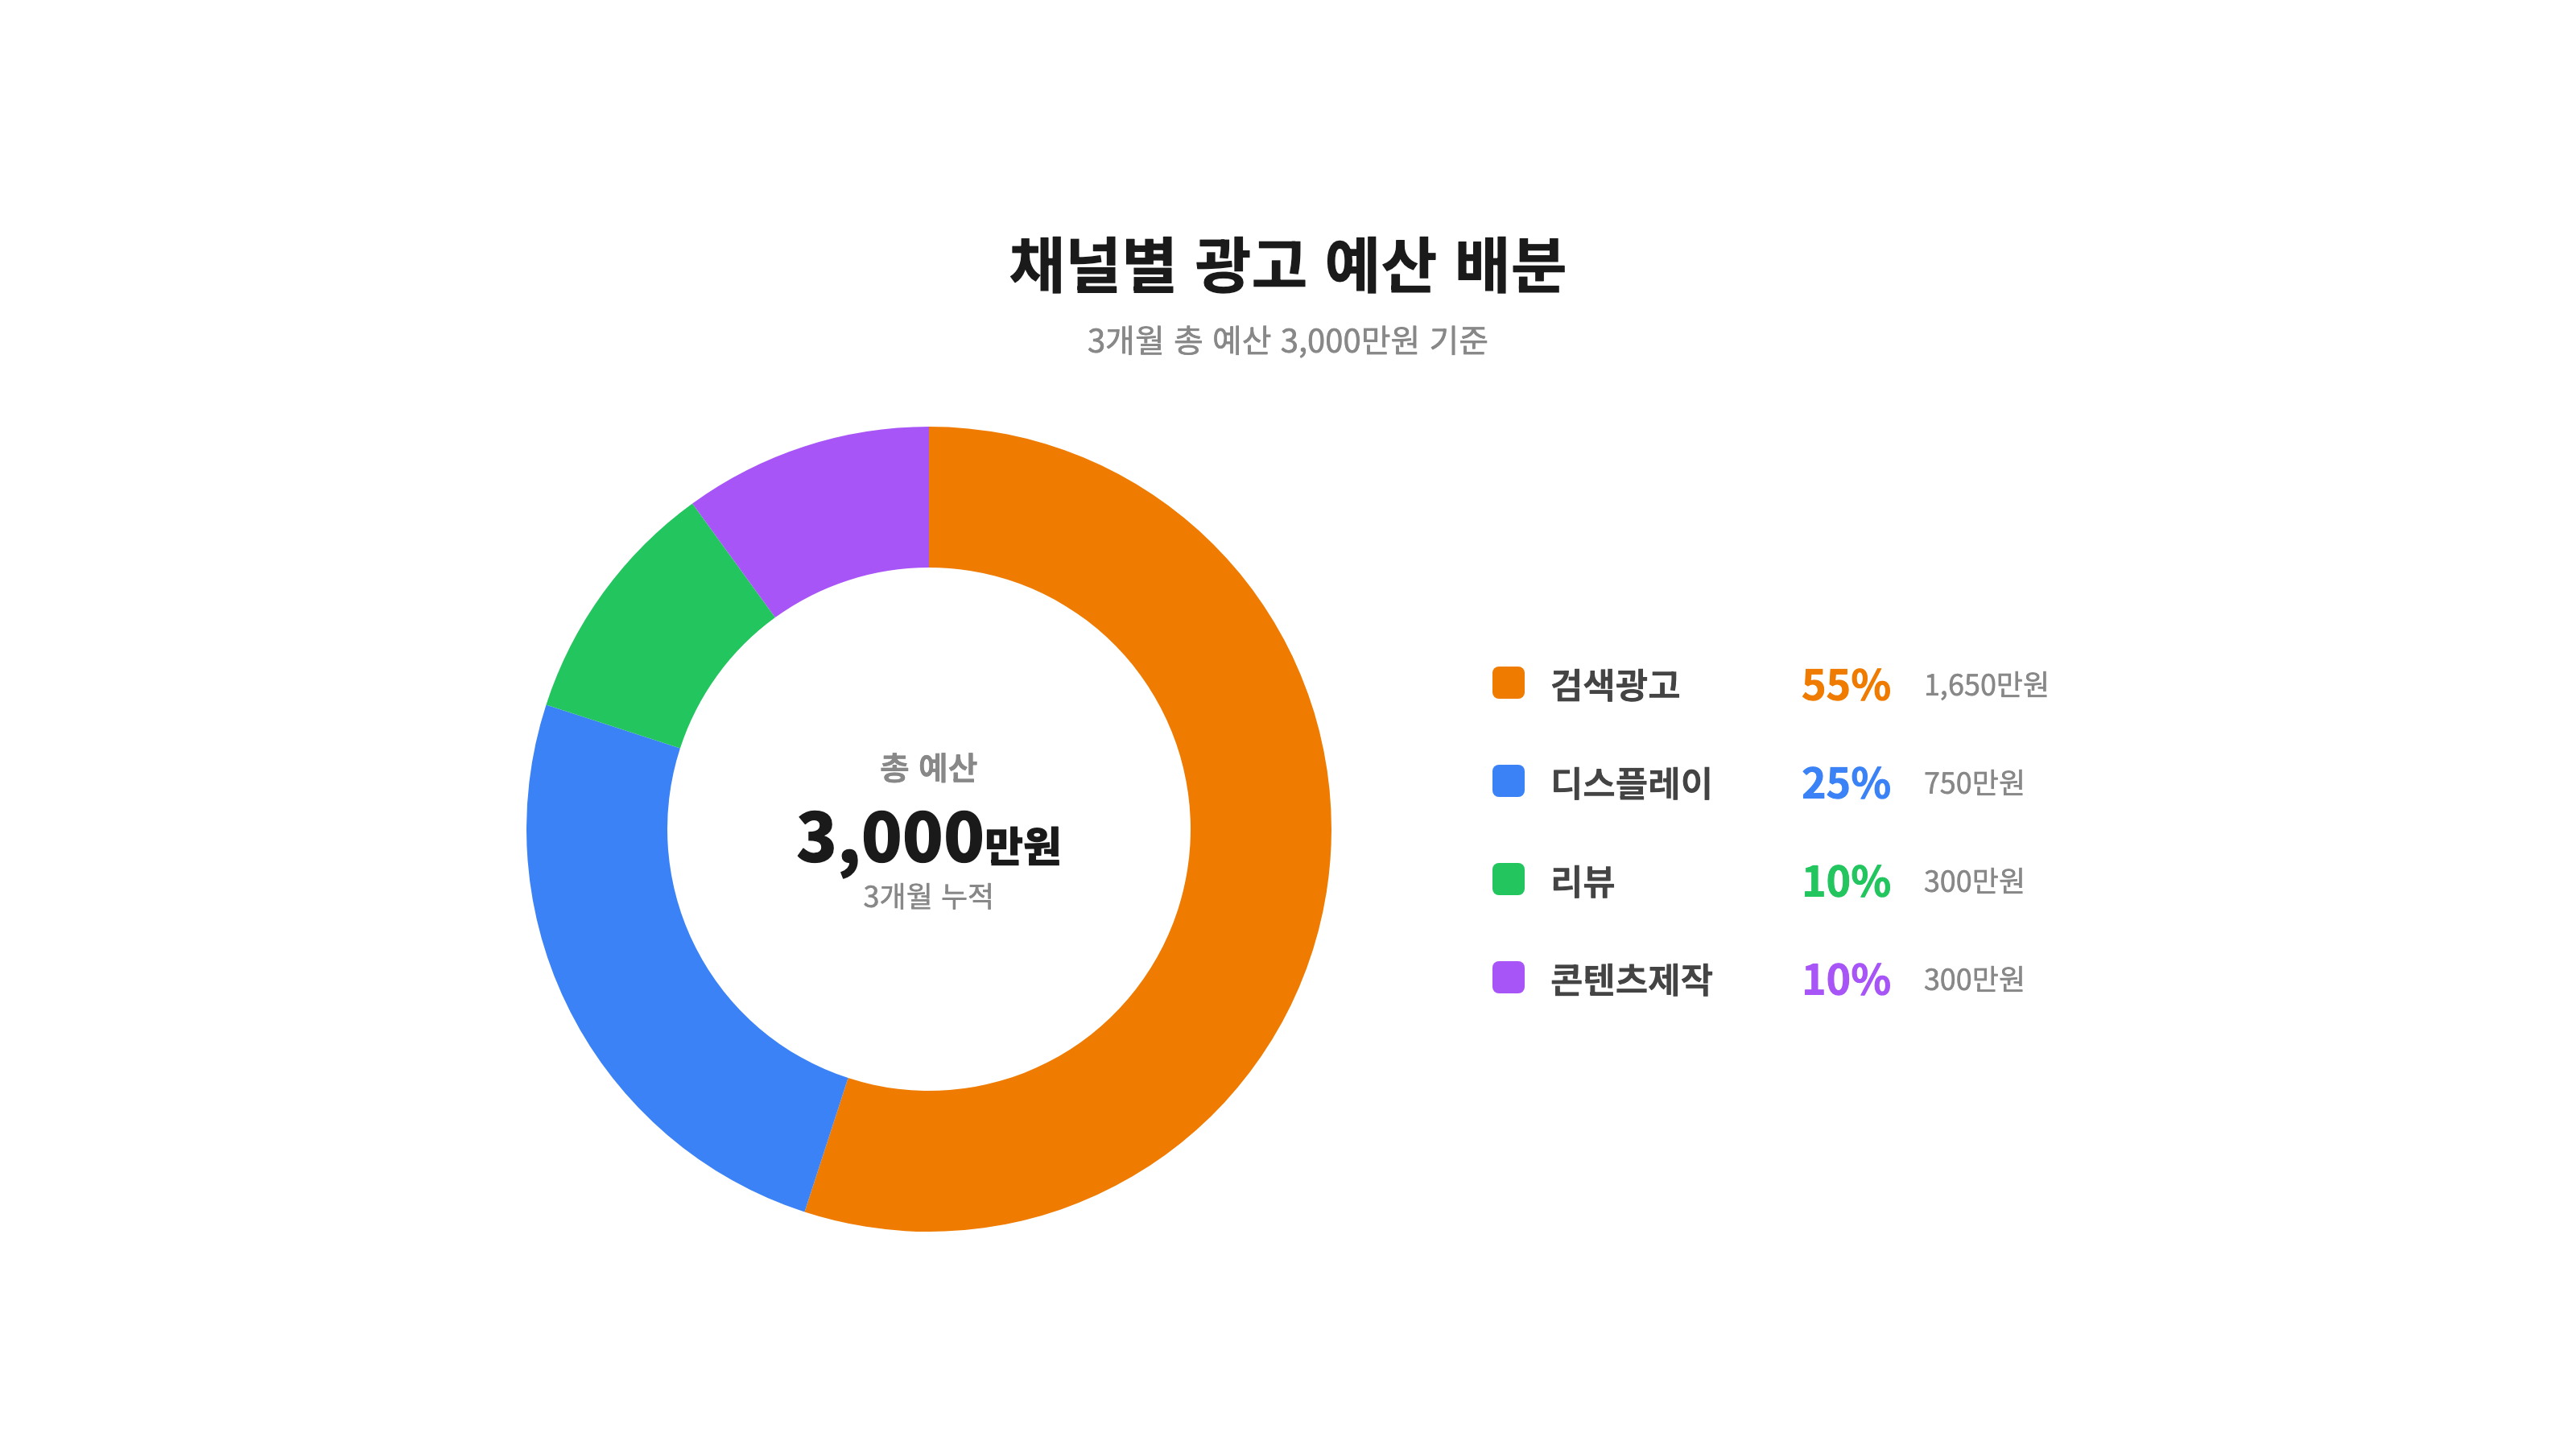 채널별 광고 예산 배분
3개월 총 예산 3,000만원 기준
총 예산
3,000만원
3개월 누적
검색광고 55% 1,650만원
디스플레이 25% 750만원
리뷰 10% 300만원
콘텐츠제작 10% 300만원